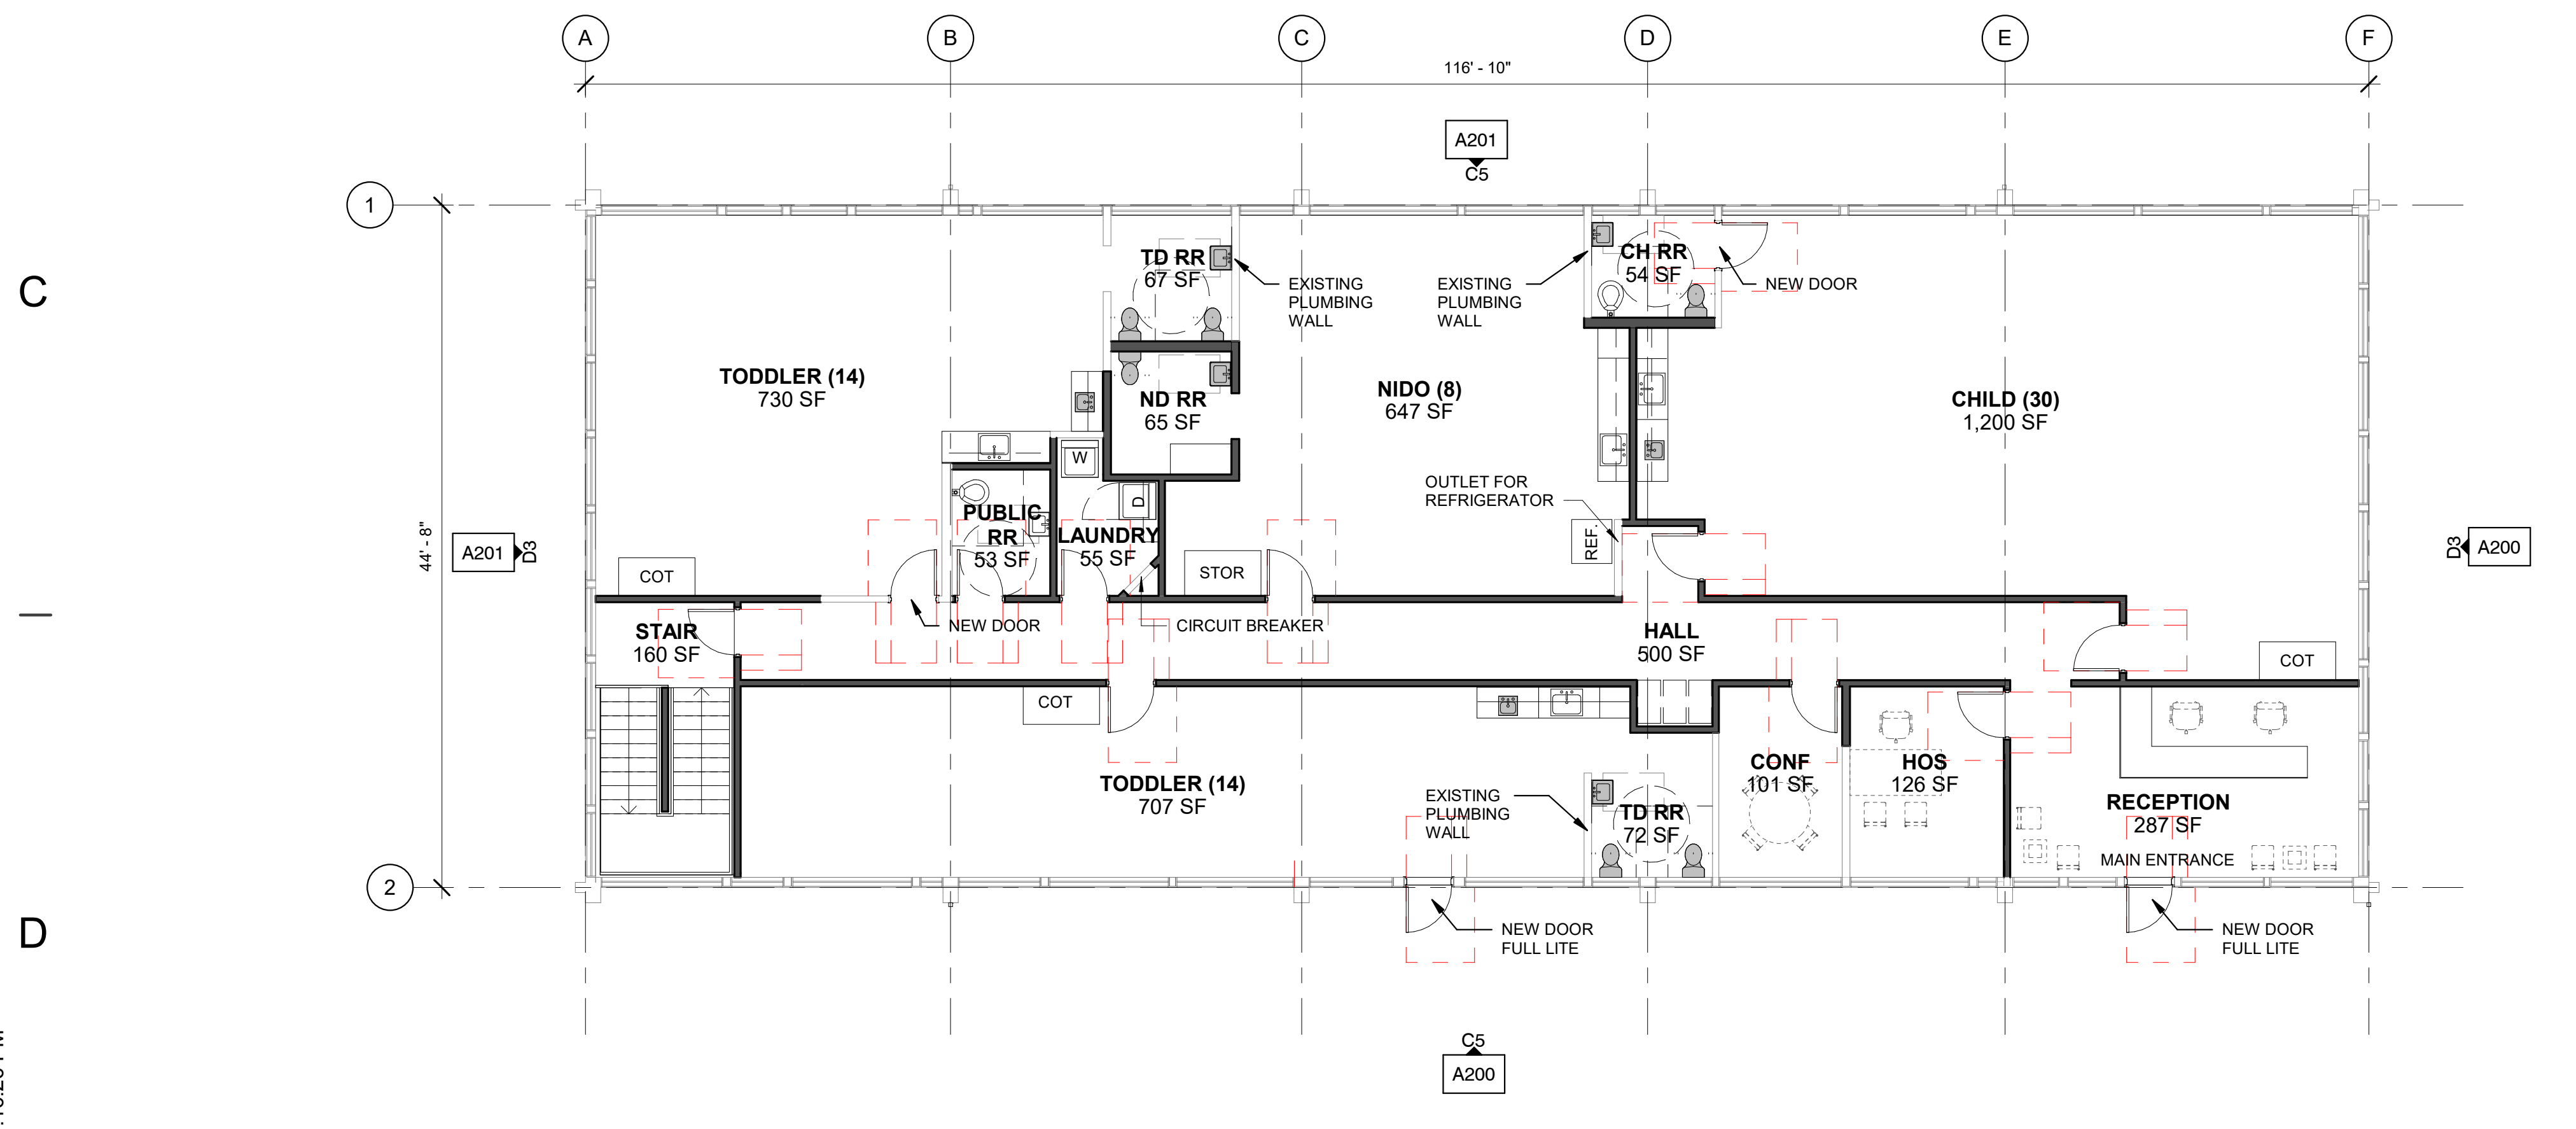 A
B
C
D
E
F
116' - 10"
A201
C5
1
C
TD RR
67 SF
EXISTING
PLUMBING
WALL
EXISTING
PLUMBING
WALL
CH RR
54 SF
NEW DOOR
TODDLER (14)
730 SF
ND RR
65 SF
NIDO (8)
647 SF
CHILD (30)
1,200 SF
W
D
OUTLET FOR
REFRIGERATOR
REF.
PUBLIC
RR
53 SF
LAUNDRY
55 SF
44' - 8"
A201
D3
D3
A200
COT
STOR
NEW DOOR
CIRCUIT BREAKER
STAIR
160 SF
HALL
500 SF
COT
COT
TODDLER (14)
707 SF
EXISTING
PLUMBING
WALL
TD RR
72 SF
CONF
101 SF
HOS
126 SF
RECEPTION
287 SF
MAIN ENTRANCE
2
D
NEW DOOR
FULL LITE
NEW DOOR
FULL LITE
C5
A200